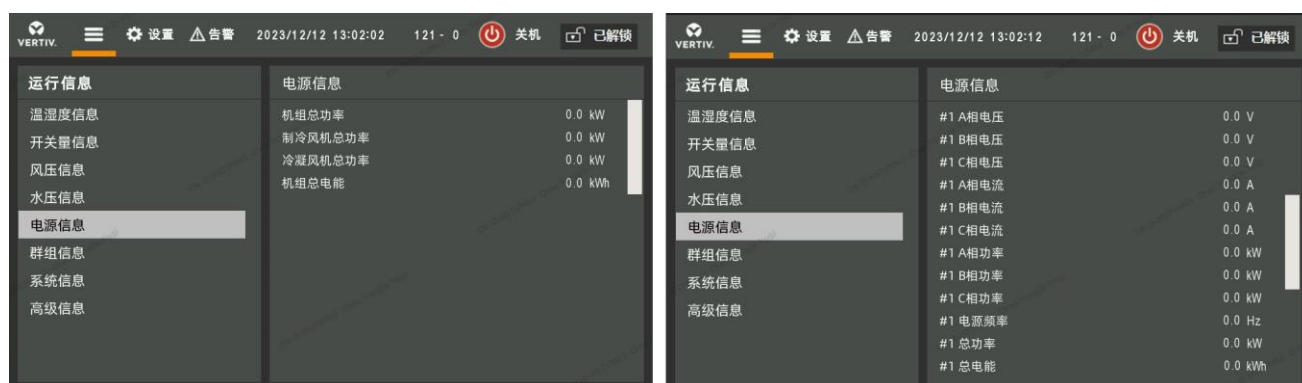 VERTIV. 设置 告警 2023/12/12 13:02:02 121 - 0 关机 已解锁
运行信息
温湿度信息
开关量信息
风压信息
水压信息
电源信息
群组信息
系统信息
高级信息
电源信息
机组总功率 0.0 kW
制冷风机总功率 0.0 kW
冷凝风机总功率 0.0 kW
机组总电能 0.0 kWh
VERTIV. 设置 告警 2023/12/12 13:02:12 121 - 0 关机 已解锁
运行信息
温湿度信息
开关量信息
风压信息
水压信息
电源信息
群组信息
系统信息
高级信息
电源信息
#1 A相电压 0.0 V
#1 B相电压 0.0 V
#1 C相电压 0.0 V
#1 A相电流 0.0 A
#1 B相电流 0.0 A
#1 C相电流 0.0 A
#1 A相功率 0.0 kW
#1 B相功率 0.0 kW
#1 C相功率 0.0 kW
#1 电源频率 0.0 Hz
#1 总功率 0.0 kW
#1 总电能 0.0 kWh